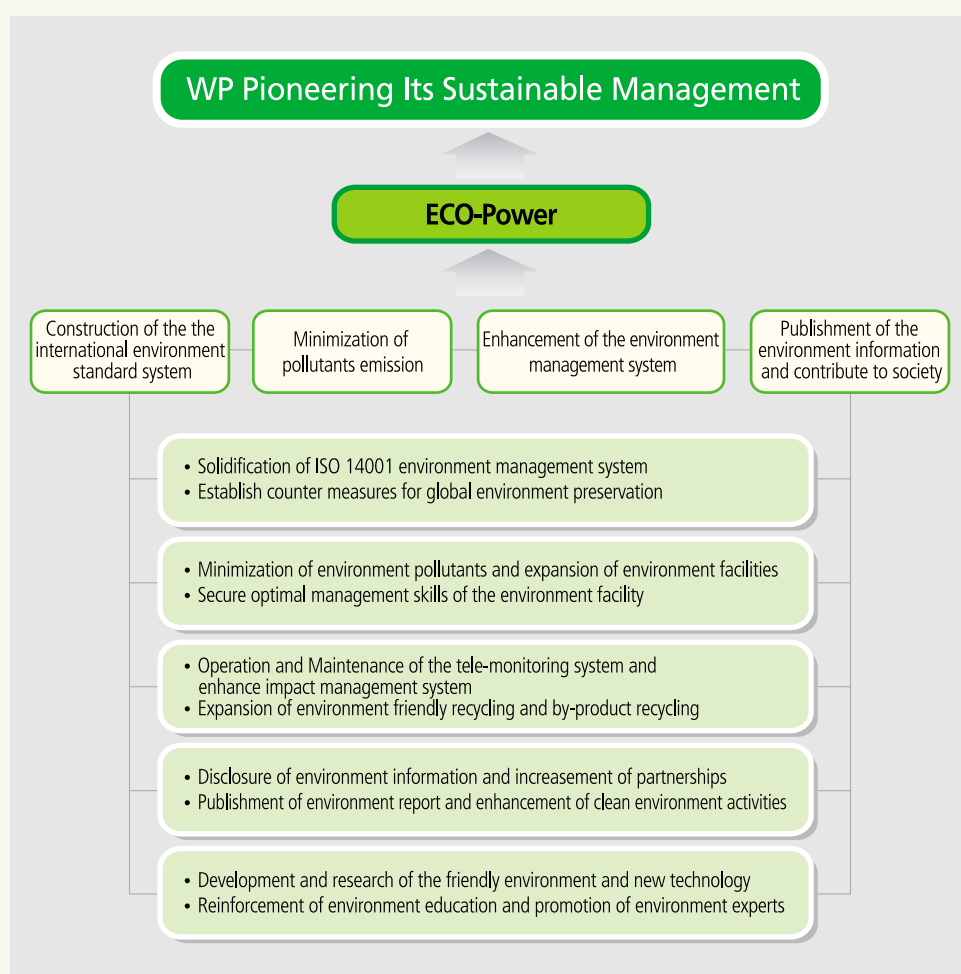 WP Pioneering Its Sustainable Management
ECO-Power
Construction of the the
international environment
standard system
Minimization of
pollutants emission
Enhancement of the environment
management system
Publishment of the
environment information
and contribute to society
• Solidification of ISO 14001 environment management system
• Establish counter measures for global environment preservation
• Minimization of environment pollutants and expansion of environment facilities
• Secure optimal management skills of the environment facility
• Operation and Maintenance of the tele-monitoring system and
enhance impact management system
• Expansion of environment friendly recycling and by-product recycling
• Disclosure of environment information and increasement of partnerships
• Publishment of environment report and enhancement of clean environment activities
• Development and research of the friendly environment and new technology
• Reinforcement of environment education and promotion of environment experts